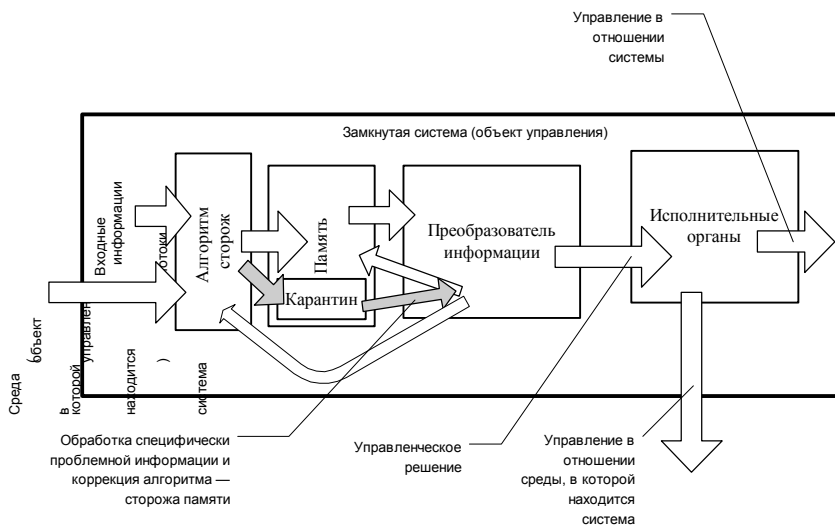 Управление в
отношении
системы
Замкнутая система (объект управления)
Входные
информации
отоки
Алгоритм
сторож
Память
Карантин
Преобразователь
информации
Исполнительные
органы
Среда
(объект
управлен
)
в
которой
находится
система
Обработка специфически
проблемной информации и
коррекция алгоритма —
сторожа памяти
Управленческое
решение
Управление в
отношении
среды, в которой
находится
система